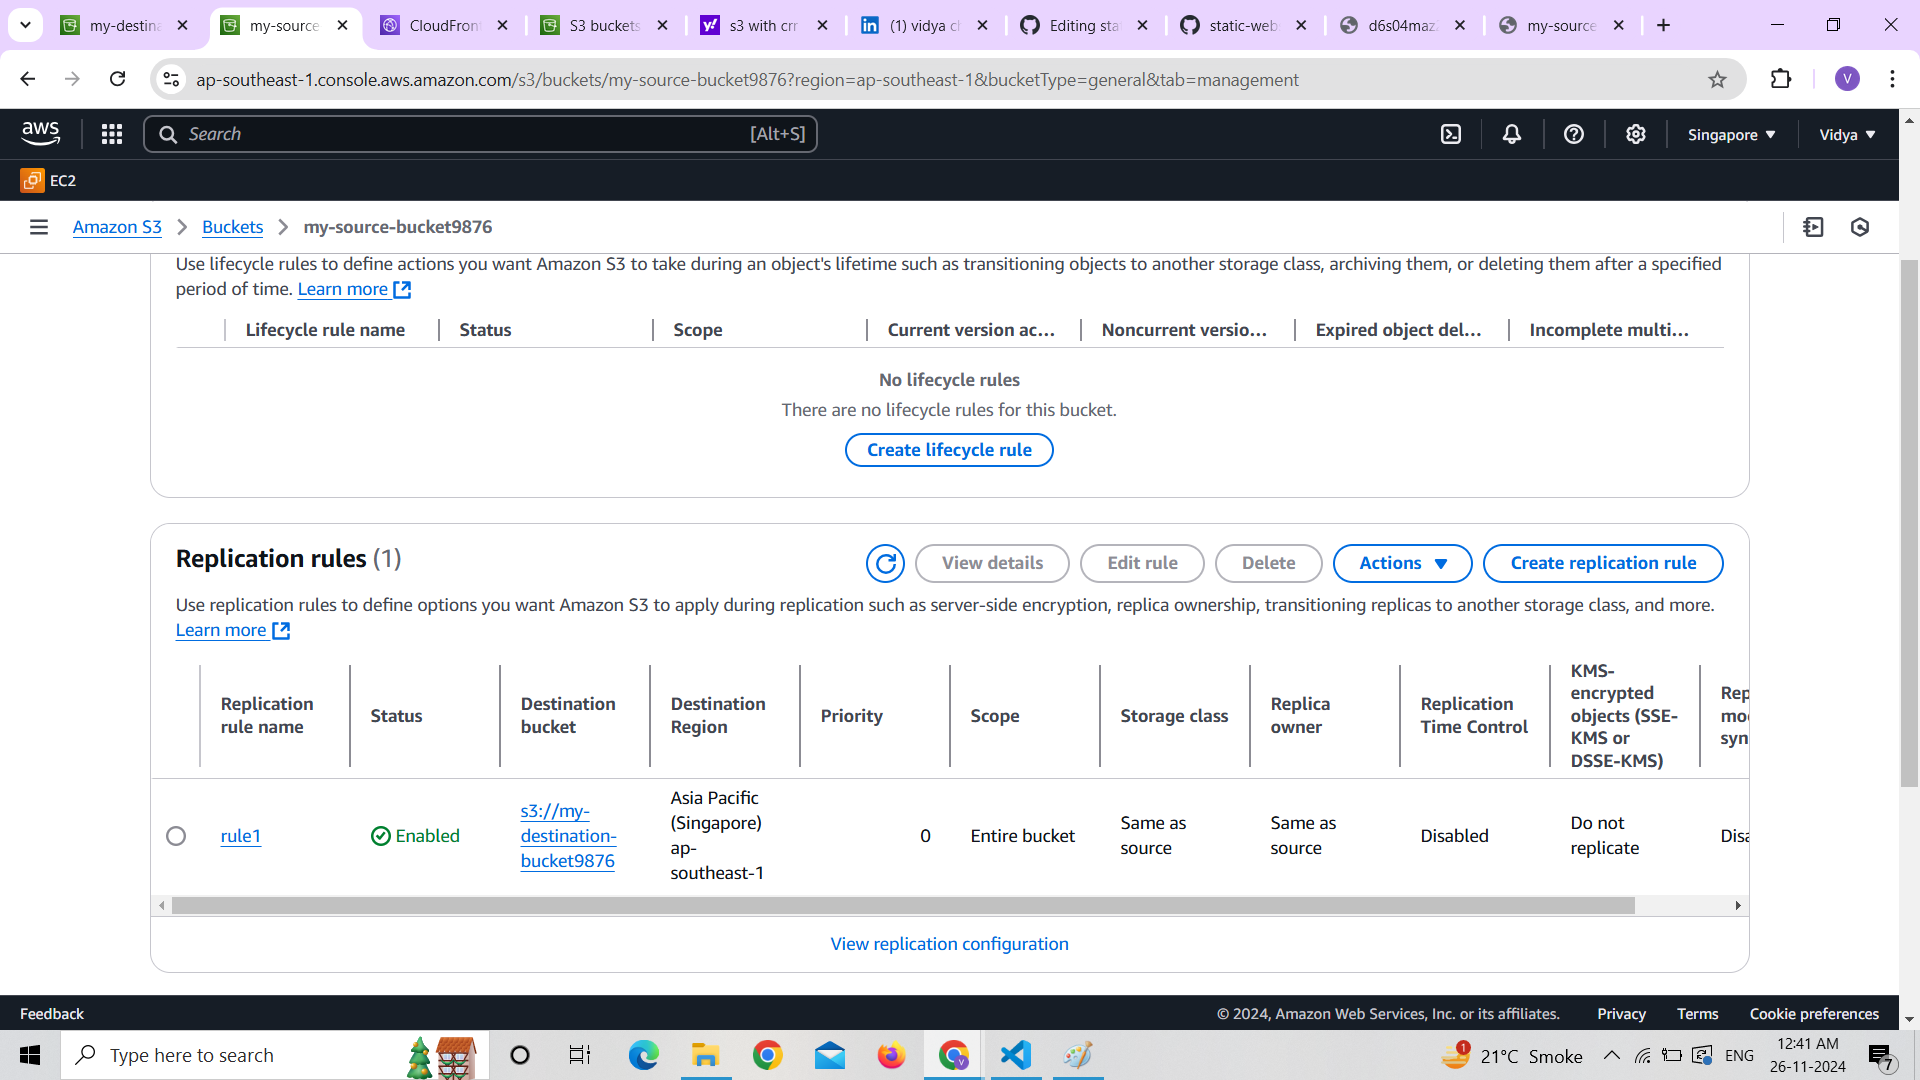 my-destina
my-source
CloudFron
S3 buckets
s3 with crr
(1) vidya ch
Editing sta
static-web
d6s04maz
my-source
ap-southeast-1.console.aws.amazon.com/s3/buckets/my-source-bucket9876?region=ap-southeast-1&bucketType=general&tab=management
V
aws
Search
[Alt+S]
Singapore
Vidya
EC2
Amazon S3
Buckets
my-source-bucket9876
Use lifecycle rules to define actions you want Amazon S3 to take during an object's lifetime such as transitioning objects to another storage class, archiving them, or deleting them after a specified
period of time. Learn more
Lifecycle rule name
Status
Scope
Current version ac...
Noncurrent versio...
Expired object del...
Incomplete multi...
No lifecycle rules
There are no lifecycle rules for this bucket.
Create lifecycle rule
Replication rules (1)
View details
Edit rule
Delete
Actions
Create replication rule
Use replication rules to define options you want Amazon S3 to apply during replication such as server-side encryption, replica ownership, transitioning replicas to another storage class, and more.
Learn more
Replication
rule name
Status
Destination
bucket
Destination
Region
Priority
Scope
Storage class
Replica
owner
Replication
Time Control
KMS-
encrypted
objects (SSE-
KMS or
DSSE-KMS)
Rep
mo
syn
rule1
Enabled
s3://my-
destination-
bucket9876
Asia Pacific
(Singapore)
ap-
southeast-1
0
Entire bucket
Same as
source
Same as
source
Disabled
Do not
replicate
Disa
View replication configuration
Feedback
© 2024, Amazon Web Services, Inc. or its affiliates.
Privacy
Terms
Cookie preferences
Type here to search
V
1
21°C Smoke
ENG
12:41 AM
26-11-2024
7